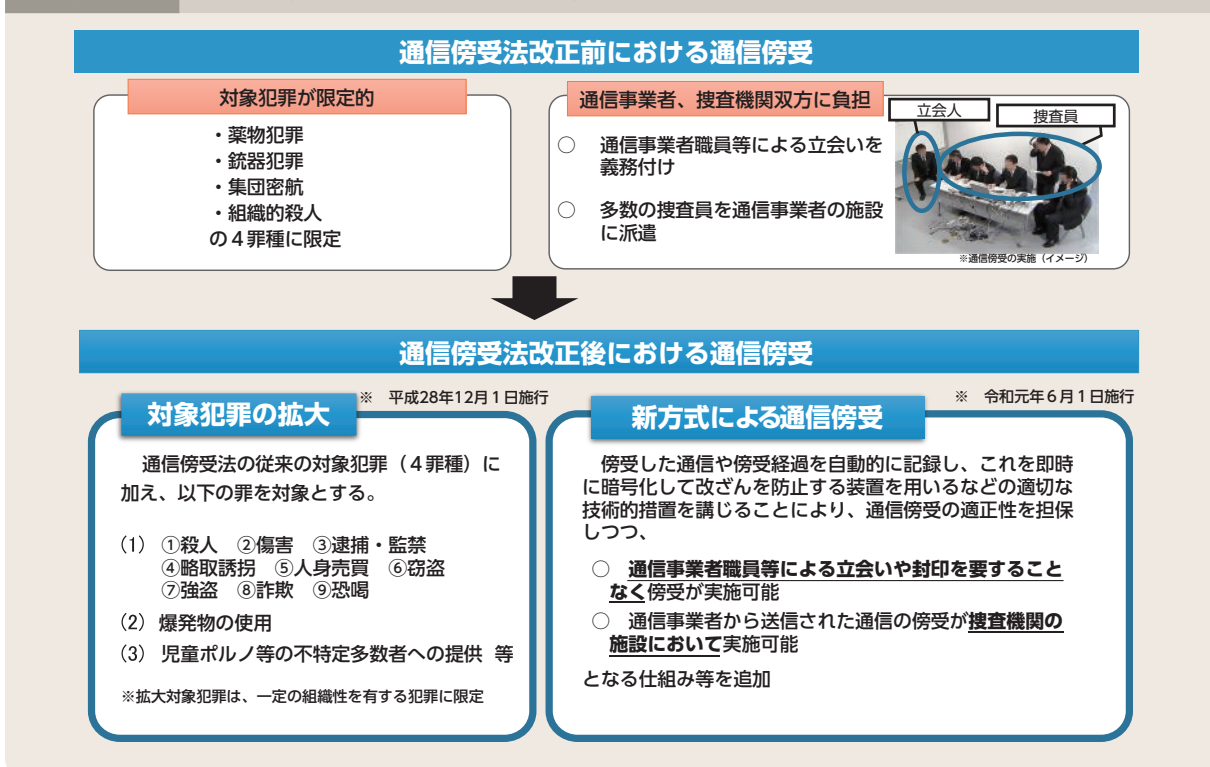 通信傍受法改正前における通信傍受
対象犯罪が限定的
・薬物犯罪
・銃器犯罪
・集団密航
・組織的殺人
の４罪種に限定
通信事業者、捜査機関双方に負担
○　通信事業者職員等による立会いを
義務付け
○　多数の捜査員を通信事業者の施設
に派遣
立会人
捜査員
※通信傍受の実施（イメージ）
通信傍受法改正後における通信傍受
※　平成28年12月１日施行
対象犯罪の拡大
通信傍受法の従来の対象犯罪（４罪種）に
加え、以下の罪を対象とする。
(1)　①殺人　②傷害　③逮捕・監禁
④略取誘拐　⑤人身売買　⑥窃盗
⑦強盗　⑧詐欺　⑨恐喝
(2)　爆発物の使用
(3)　児童ポルノ等の不特定多数者への提供　等
※拡大対象犯罪は、一定の組織性を有する犯罪に限定
※　令和元年６月１日施行
新方式による通信傍受
傍受した通信や傍受経過を自動的に記録し、これを即時
に暗号化して改ざんを防止する装置を用いるなどの適切な
技術的措置を講じることにより、通信傍受の適正性を担保
しつつ、
○　通信事業者職員等による立会いや封印を要すること
なく傍受が実施可能
○　通信事業者から送信された通信の傍受が捜査機関の
施設において実施可能
となる仕組み等を追加